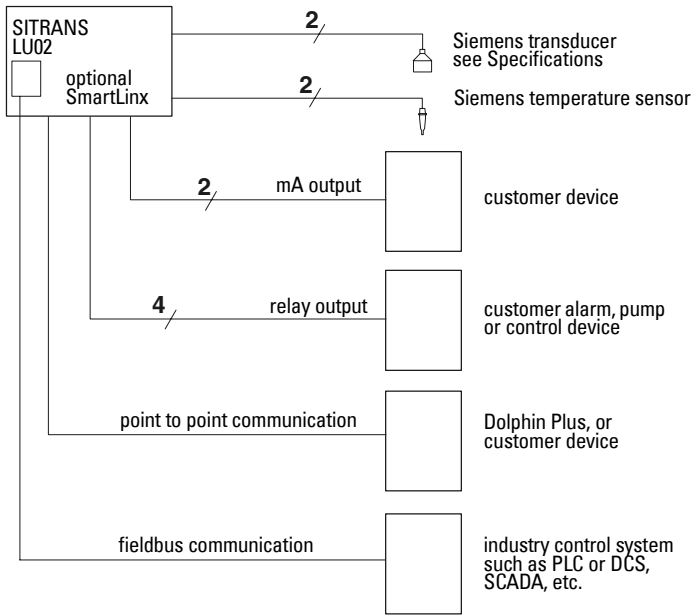 SITRANS
LU02
optional
SmartLinx
2
Siemens transducer
see Specifications
2
Siemens temperature sensor
2
mA output
customer device
4
relay output
customer alarm, pump
or control device
point to point communication
Dolphin Plus, or
customer device
fieldbus communication
industry control system
such as PLC or DCS,
SCADA, etc.